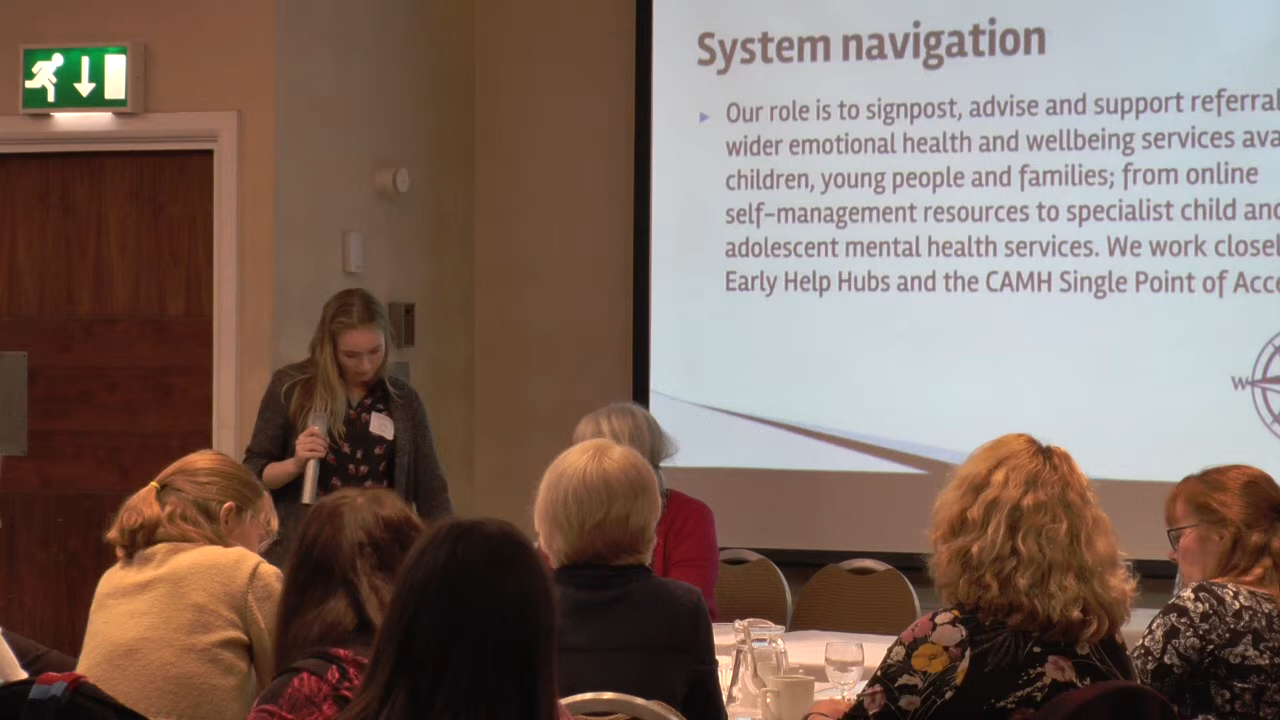 System navigation
Our role is to signpost, advise and support referral
wider emotional health and wellbeing services ava
children, young people and families; from online
self-management resources to specialist child and
adolescent mental health services. We work closel
Early Help Hubs and the CAMH Single Point of Acce
W